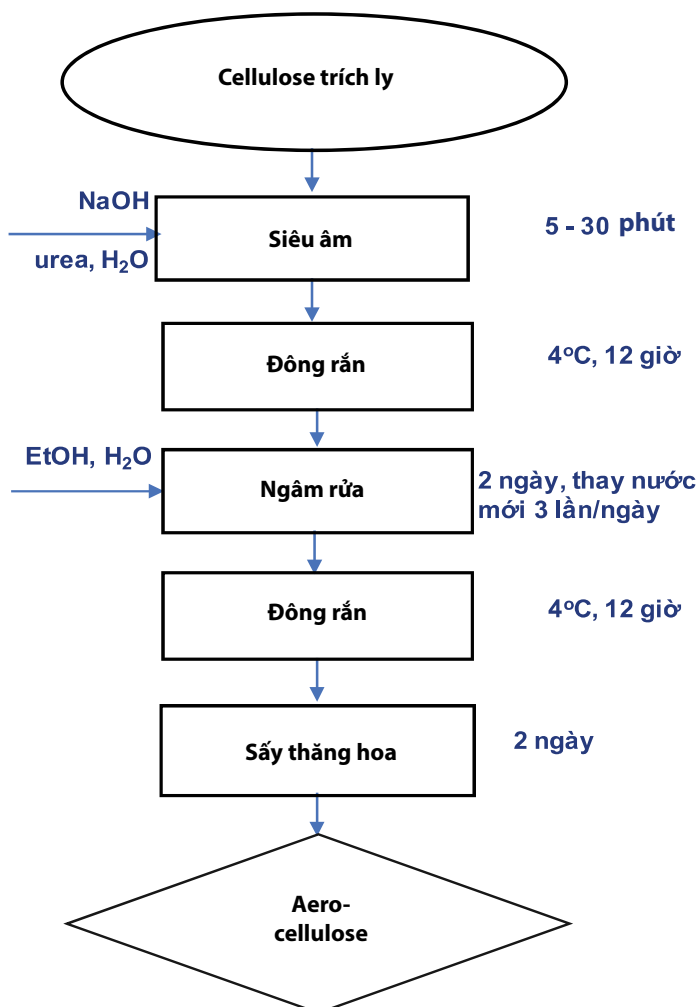 Cellulose trích ly
NaOH
urea, H₂O
Siêu âm
5 - 30 phút
Đông rắn
4ºC, 12 giờ
EtOH, H₂O
Ngâm rửa
2 ngày, thay nước
mới 3 lần/ngày
Đông rắn
4ºC, 12 giờ
Sấy thăng hoa
2 ngày
Aero-
cellulose